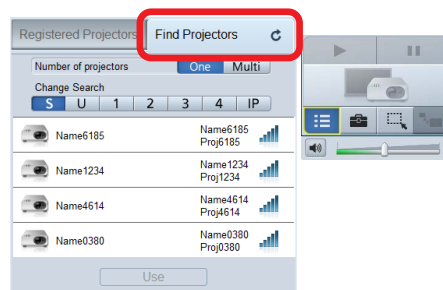 Registered Projectors Find Projectors
Number of projectors One Multi
Change Search
S U 1 2 3 4 IP
Name6185 Name6185
Proj6185
Name1234 Name1234
Proj1234
Name4614 Name4614
Proj4614
Name0380 Name0380
Proj0380
Use